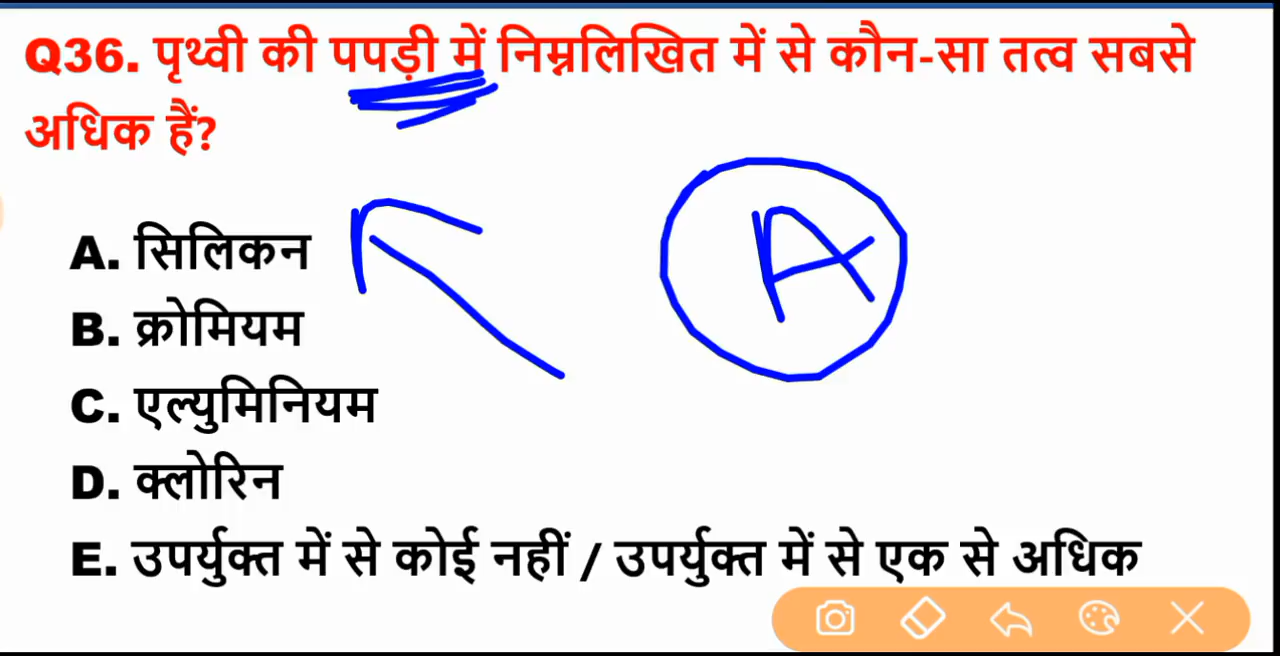 Q36. पृथ्वी की पपड़ी में निम्नलिखित में से कौन-सा तत्व सबसे
अधिक हैं?
A. सिलिकन
A
B. क्रोमियम
C. एल्युमिनियम
D. क्लोरिन
E. उपर्युक्त में से कोई नहीं / उपर्युक्त में से एक से अधिक